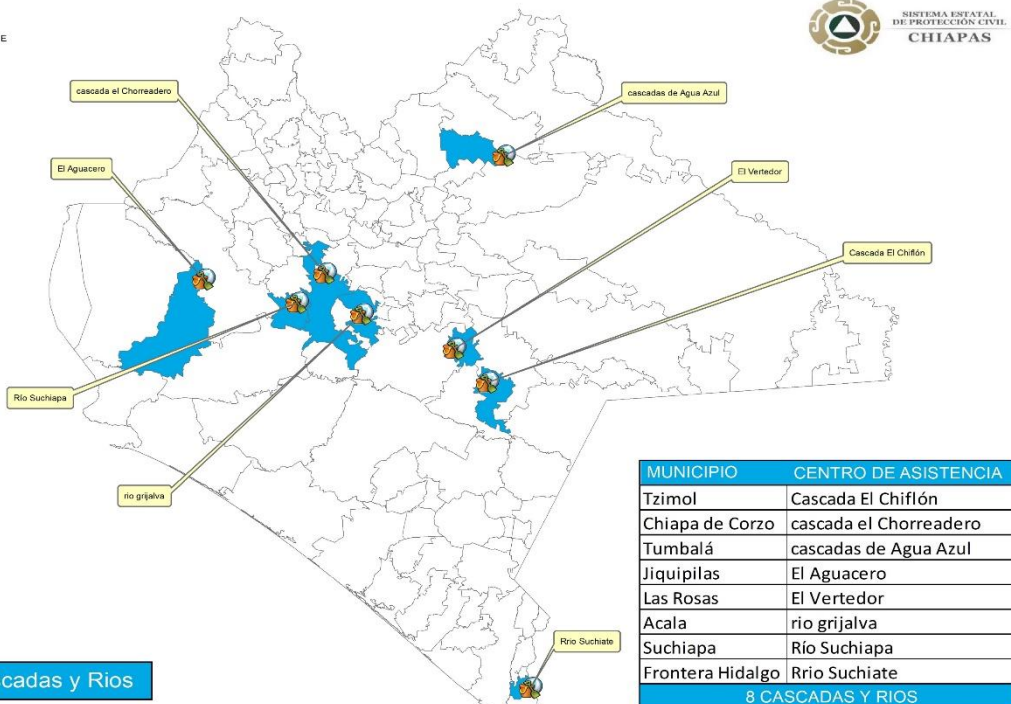 E
SISTEMA ESTATAL
DE PROTECCIÓN CIVIL
CHIAPAS
cascada el Chorreadero
cascadas de Agua Azul
El Aguacero
El Vertedor
Cascada El Chiflón
Río Suchiapa
rio grijalva
Rrio Suchiate
cadas y Rios
MUNICIPIO CENTRO DE ASISTENCIA
Tzimol Cascada El Chiflón
Chiapa de Corzo cascada el Chorreadero
Tumbalá cascadas de Agua Azul
Jiquipilas El Aguacero
Las Rosas El Vertedor
Acala rio grijalva
Suchiapa Río Suchiapa
Frontera Hidalgo Rrio Suchiate
8 CASCADAS Y RIOS